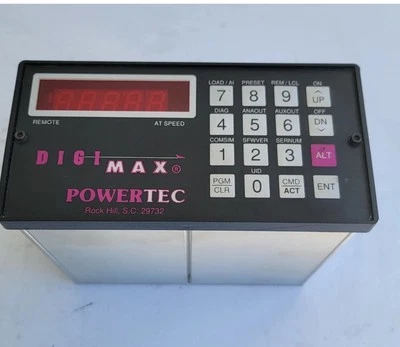 LOAD / AI PRESET REM / LCL ON
7 8 9 UP
DIAG ANAOUT AUXCUT OFF
4 5 6 DN
REMOTE AT SPEED
COMSIM SFWVER SERNUM
1 2 3 ALT
DIGIMAX®
UID
PGM CLR 0 CMD ACT ENT
POWERTEC
Rock Hill, S.C. 29732